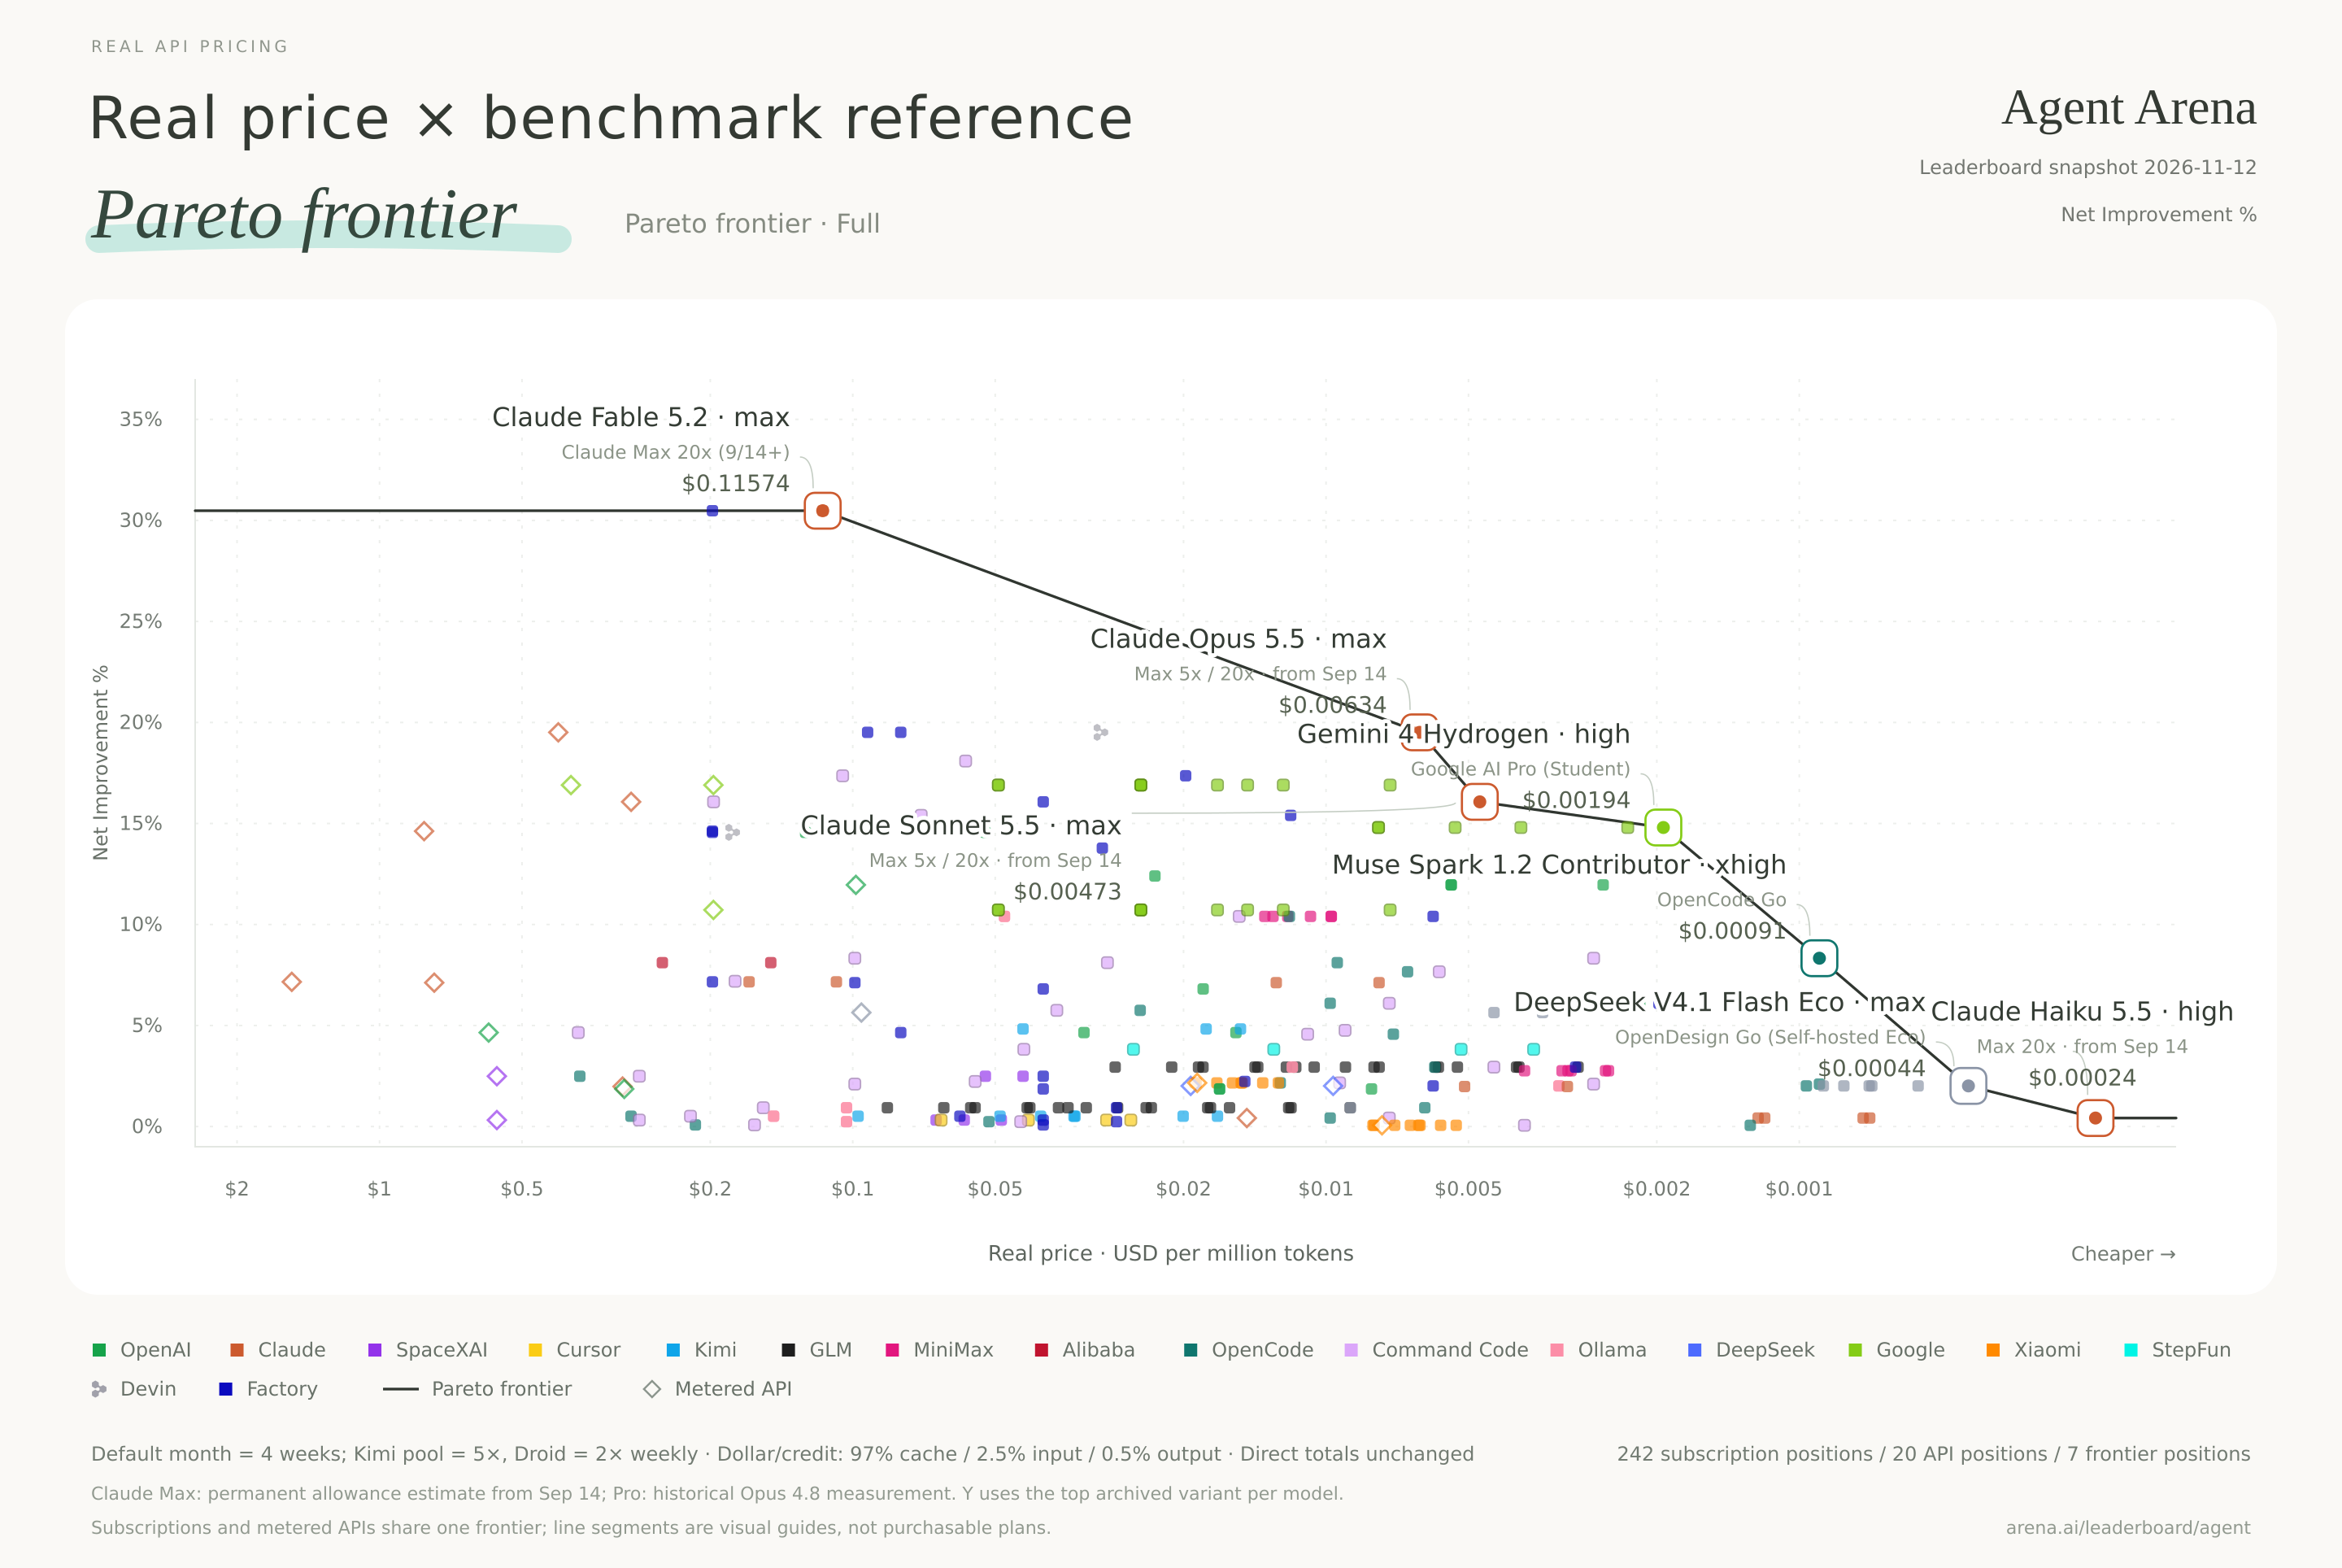 REAL API PRICING
Real price × benchmark reference
Pareto frontier
Pareto frontier · Full
Agent Arena
Leaderboard snapshot 2026-11-12
Net Improvement %
35%
30%
25%
20%
15%
10%
5%
0%
Net Improvement %
Claude Fable 5.2 · max
Claude Max 20x (9/14+)
$0.11574
Claude Opus 5.5 · max
Max 5x / 20x · from Sep 14
$0.00634
Gemini 4 Hydrogen · high
Google AI Pro (Student)
$0.00194
Claude Sonnet 5.5 · max
Max 5x / 20x · from Sep 14
$0.00473
Muse Spark 1.2 Contributor · xhigh
OpenCode Go
$0.00091
DeepSeek V4.1 Flash Eco · max
OpenDesign Go (Self-hosted Eco)
$0.00044
Claude Haiku 5.5 · high
Max 20x · from Sep 14
$0.00024
$2
$1
$0.5
$0.2
$0.1
$0.05
$0.02
$0.01
$0.005
$0.002
$0.001
Real price · USD per million tokens
Cheaper →
OpenAI
Claude
SpaceXAI
Cursor
Kimi
GLM
MiniMax
Alibaba
OpenCode
Command Code
Ollama
DeepSeek
Google
Xiaomi
StepFun
Devin
Factory
Pareto frontier
Metered API
Default month = 4 weeks; Kimi pool = 5×, Droid = 2× weekly · Dollar/credit: 97% cache / 2.5% input / 0.5% output · Direct totals unchanged
242 subscription positions / 20 API positions / 7 frontier positions
Claude Max: permanent allowance estimate from Sep 14; Pro: historical Opus 4.8 measurement. Y uses the top archived variant per model.
Subscriptions and metered APIs share one frontier; line segments are visual guides, not purchasable plans.
arena.ai/leaderboard/agent